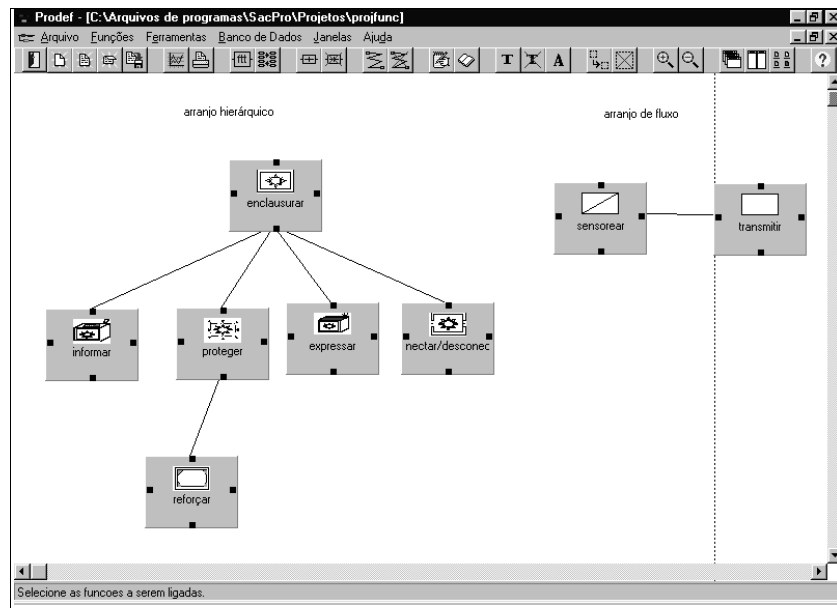 Prodef - [C:\Arquivos de programas\SacPro\Projetos\projfunc]
Arquivo Funções Ferramentas Banco de Dados Janelas Ajuda
T T A ?
arranjo hierárquico
arranjo de fluxo
enclausurar
sensorear
transmitir
informar
proteger
expressar
nectar/desconec
reforçar
Selecione as funcoes a serem ligadas.